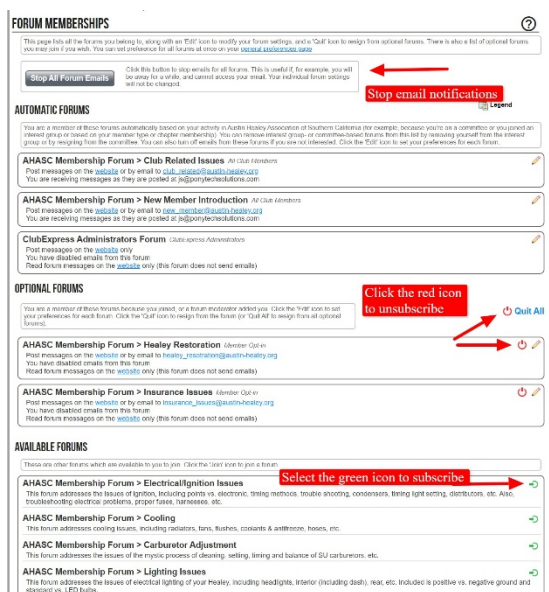 FORUM MEMBERSHIPS
This page lists all the forums you belong to, along with an 'Edit' icon to modify your forum settings, and a 'Quit' icon to resign from optional forums. There is also a list of optional forums
you may join if you wish. You can set preference for all forums at once on your general preferences page
Stop All Forum Emails
Click this button to stop emails for all forums. This is useful if, for example, you will
be away for a while, and cannot access your email. Your individual forum settings
will not be changed.
Stop email notifications
Legend
AUTOMATIC FORUMS
You are a member of these forums automatically based on your activity in Austin Healey Association of Southern California (for example, because you're on a committee or you joined an
interest group or based on your member type or chapter membership). You can remove interest group- or committee-based forums from this list by removing yourself from the interest
group or by resigning from the committee. You can also turn off emails from these forums if you are not interested. Click the 'Edit' icon to set your preferences for each forum.
AHASC Membership Forum > Club Related Issues All Club Members
Post messages on the website or by email to club_related@austin-healey.org
You are receiving messages as they are posted at js@ponytechsolutions.com
AHASC Membership Forum > New Member Introduction All Club Members
Post messages on the website or by email to new_member@austin-healey.org
You are receiving messages as they are posted at js@ponytechsolutions.com
ClubExpress Administrators Forum ClubExpress Administrators
Post messages on the website only
You have disabled emails from this forum
Read forum messages on the website only (this forum does not send emails)
OPTIONAL FORUMS
Click the red icon
to unsubscribe
You are a member of these forums because you joined, or a forum moderator added you. Click the 'Edit' icon to set
your preferences for each forum. Click the 'Quit' icon to resign from the forum (or 'Quit All' to resign from all optional
forums).
Quit All
AHASC Membership Forum > Healey Restoration Member Opt-in
Post messages on the website or by email to healey_resotration@austin-healey.org
You have disabled emails from this forum
Read forum messages on the website only (this forum does not send emails)
AHASC Membership Forum > Insurance Issues Member Opt-in
Post messages on the website or by email to insurance_issues@austin-healey.org
You have disabled emails from this forum
Read forum messages on the website only (this forum does not send emails)
AVAILABLE FORUMS
These are other forums which are available to you to join. Click the 'Join' icon to join a forum
Select the green icon to subscribe
AHASC Membership Forum > Electrical/Ignition Issues
This forum addresses the issues of Ignition, including points vs. electronic, timing methods, trouble shooting, condensers, timing light setting, distributors, etc. Also,
troubleshooting electrical problems, proper fuses, harnesses, etc.
AHASC Membership Forum > Cooling
This forum addresses cooling issues, including radiators, fans, flushes, coolants & antifreeze, hoses, etc.
AHASC Membership Forum > Carburetor Adjustment
This forum addresses the issues of the mystic process of cleaning, setting, timing and balance of SU carburetors, etc.
AHASC Membership Forum > Lighting Issues
This forum addresses the issues of electrical lighting of your Healey, including headlights, interior (including dash), rear, etc. Included is positive vs. negative ground and
standard vs. LED bulbs.